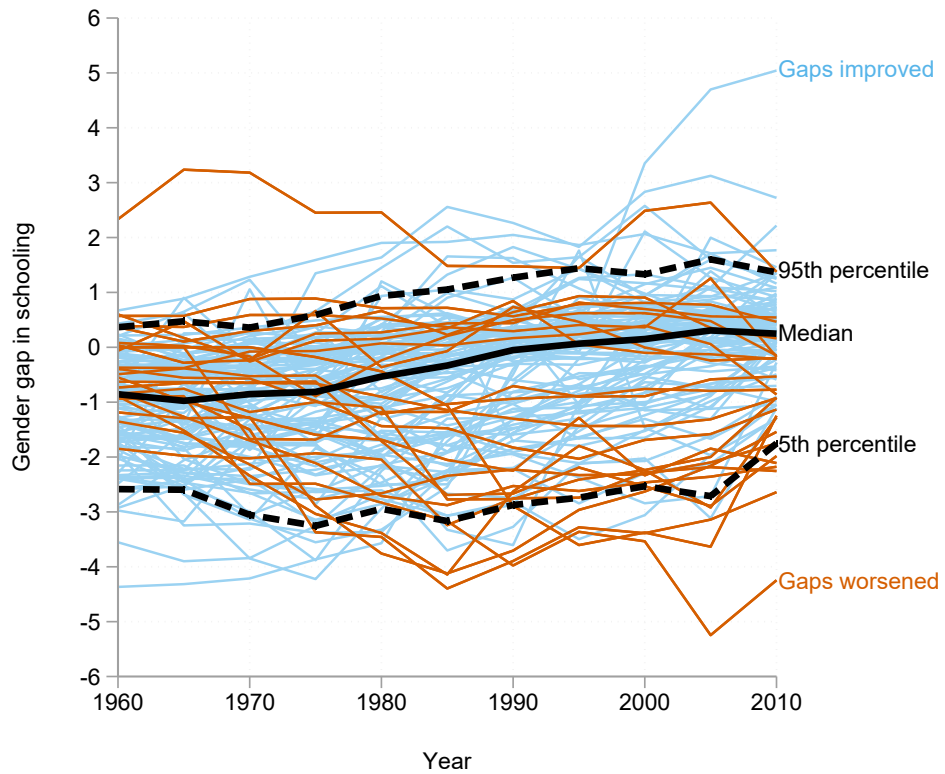 6
5
4
3
2
1
0
-1
-2
-3
-4
-5
-6
Gender gap in schooling
Gaps improved
95th percentile
Median
5th percentile
Gaps worsened
1960 1970 1980 1990 2000 2010
Year